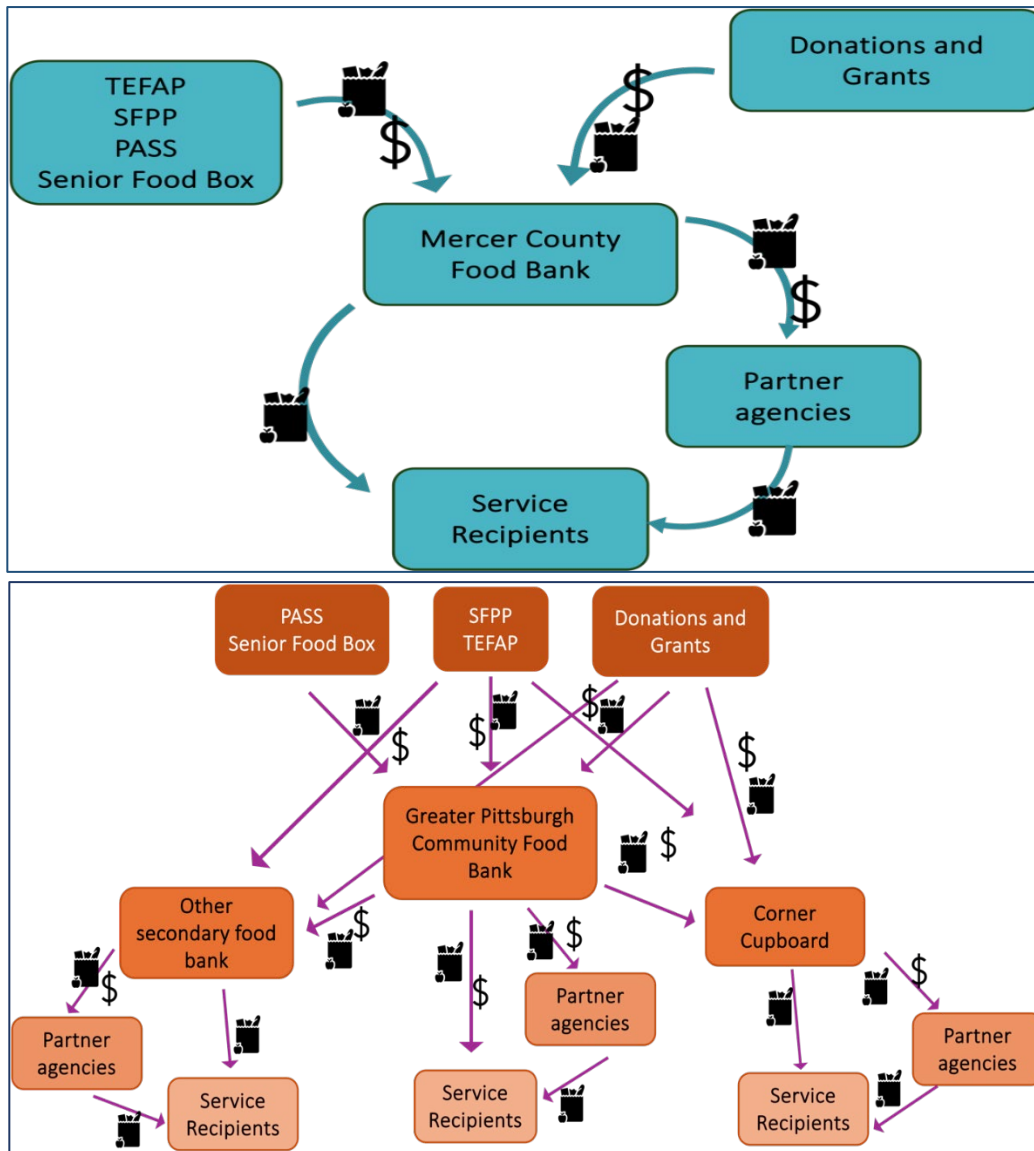 TEFAP
SFPP
PASS
Senior Food Box
Donations and
Grants
$
$
Mercer County
Food Bank
$
Partner
agencies
Service
Recipients
PASS
Senior Food Box
SFPP
TEFAP
Donations and
Grants
$
$
$
$
Greater Pittsburgh
Community Food
Bank
$
Other
secondary food
bank
$
$
Corner
Cupboard
$
$
$
Partner
agencies
Partner
agencies
Partner
agencies
Service
Recipients
Service
Recipients
Service
Recipients